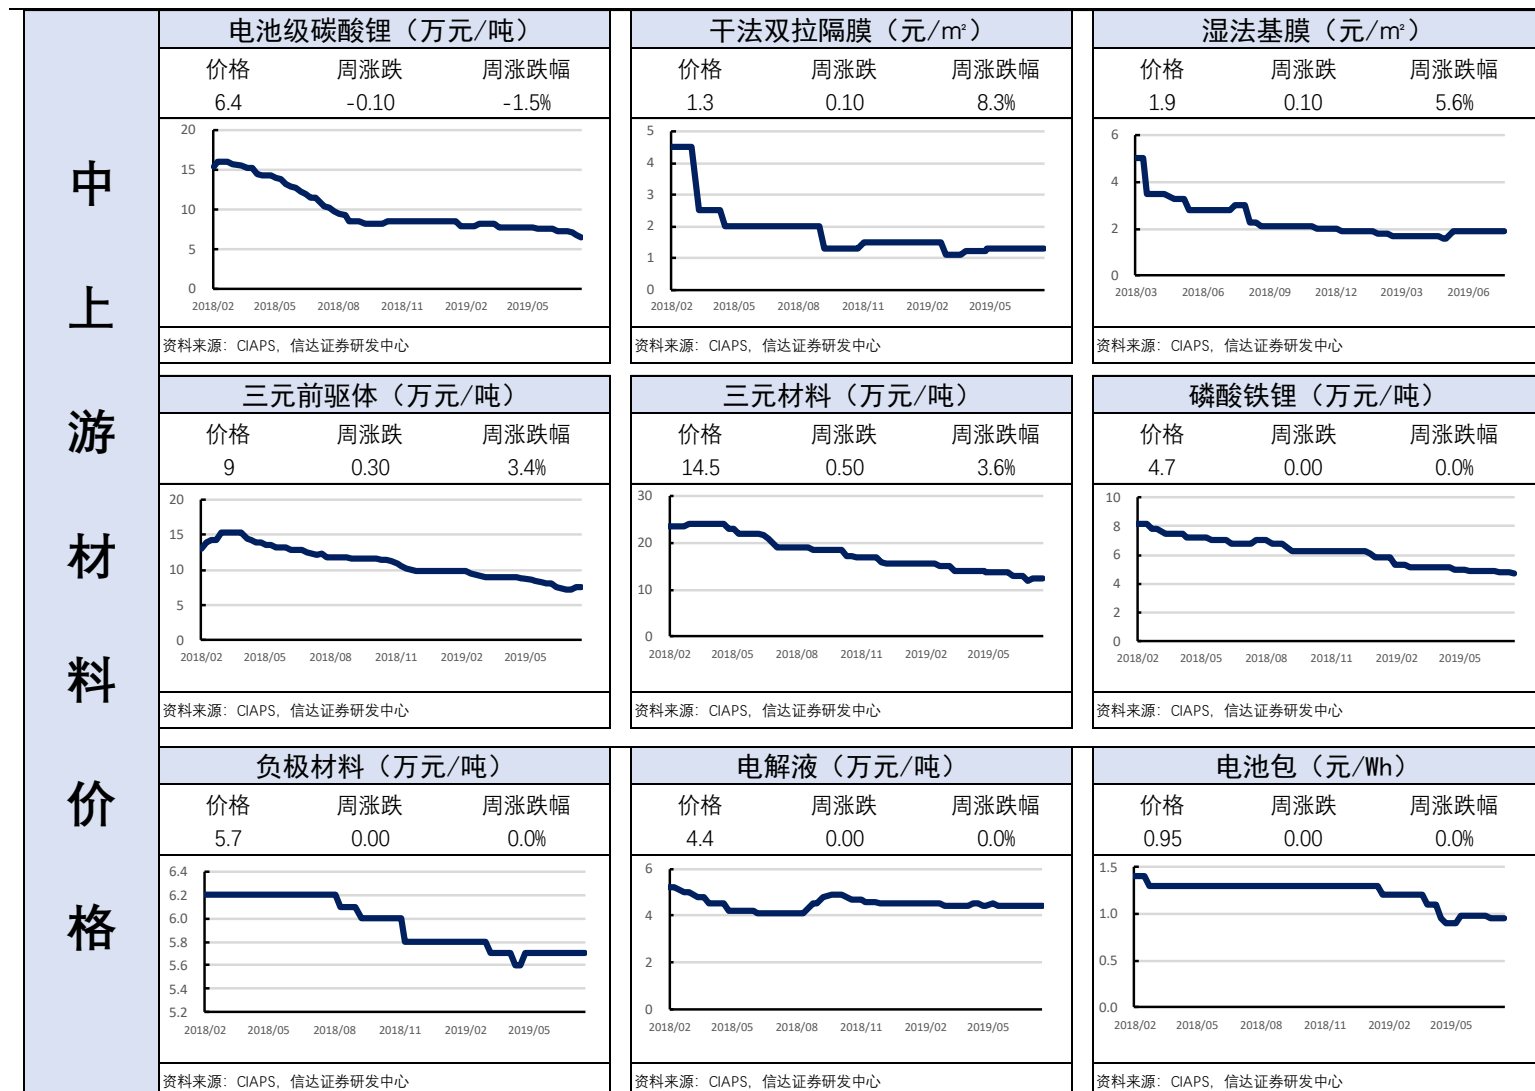 中
上
游
材
料
价
格
电池级碳酸锂（万元/吨）
价格 周涨跌 周涨跌幅
6.4 -0.10 -1.5%
20
15
10
5
0
2018/02 2018/05 2018/08 2018/11 2019/02 2019/05
资料来源：CIAPS，信达证券研发中心
干法双拉隔膜（元/㎡）
价格 周涨跌 周涨跌幅
1.3 0.10 8.3%
5
4
3
2
1
0
2018/02 2018/05 2018/08 2018/11 2019/02 2019/05
资料来源：CIAPS，信达证券研发中心
湿法基膜（元/㎡）
价格 周涨跌 周涨跌幅
1.9 0.10 5.6%
6
4
2
0
2018/03 2018/06 2018/09 2018/12 2019/03 2019/06
资料来源：CIAPS，信达证券研发中心
三元前驱体（万元/吨）
价格 周涨跌 周涨跌幅
9 0.30 3.4%
20
15
10
5
0
2018/02 2018/05 2018/08 2018/11 2019/02 2019/05
资料来源：CIAPS，信达证券研发中心
三元材料（万元/吨）
价格 周涨跌 周涨跌幅
14.5 0.50 3.6%
30
20
10
0
2018/02 2018/05 2018/08 2018/11 2019/02 2019/05
资料来源：CIAPS，信达证券研发中心
磷酸铁锂（万元/吨）
价格 周涨跌 周涨跌幅
4.7 0.00 0.0%
10
8
6
4
2
0
2018/02 2018/05 2018/08 2018/11 2019/02 2019/05
资料来源：CIAPS，信达证券研发中心
负极材料（万元/吨）
价格 周涨跌 周涨跌幅
5.7 0.00 0.0%
6.4
6.2
6.0
5.8
5.6
5.4
5.2
2018/02 2018/05 2018/08 2018/11 2019/02 2019/05
资料来源：CIAPS，信达证券研发中心
电解液（万元/吨）
价格 周涨跌 周涨跌幅
4.4 0.00 0.0%
6
4
2
0
2018/02 2018/05 2018/08 2018/11 2019/02 2019/05
资料来源：CIAPS，信达证券研发中心
电池包（元/Wh）
价格 周涨跌 周涨跌幅
0.95 0.00 0.0%
1.5
1.0
0.5
0.0
2018/02 2018/05 2018/08 2018/11 2019/02 2019/05
资料来源：CIAPS，信达证券研发中心